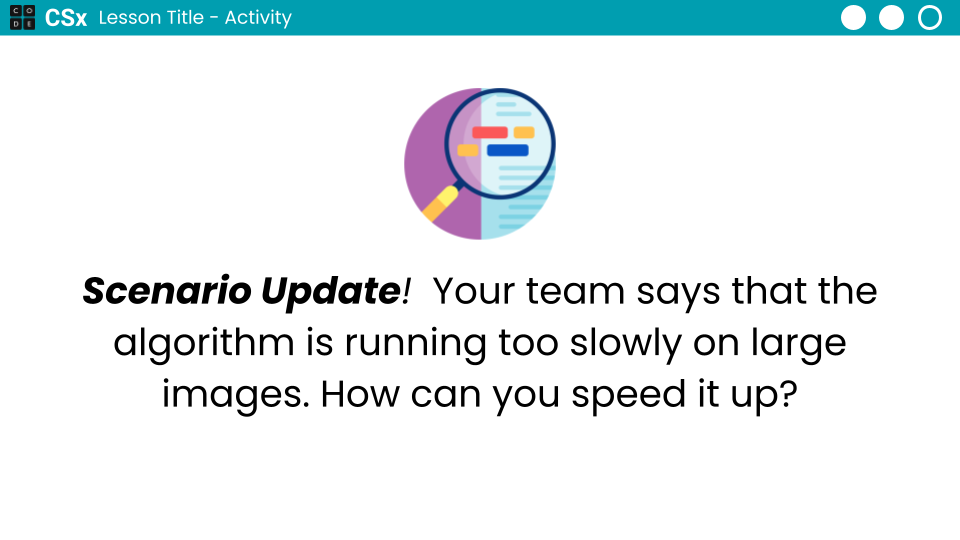 C O
D E
CSx Lesson Title - Activity
Scenario Update!  Your team says that the
algorithm is running too slowly on large
images. How can you speed it up?